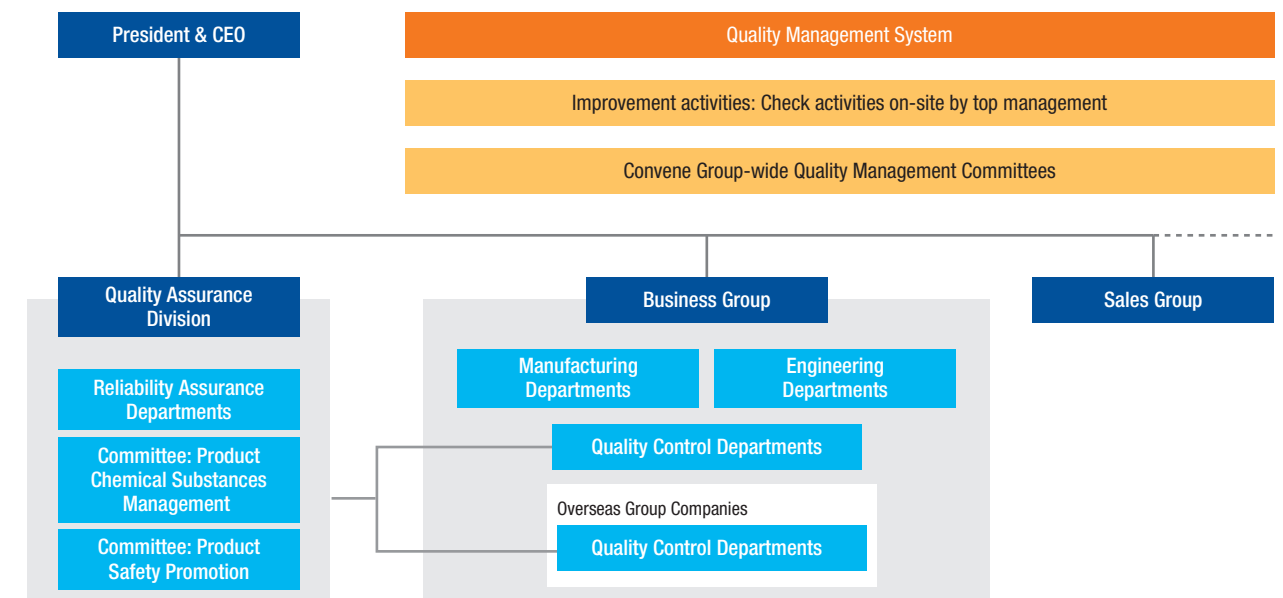 President & CEO
Quality Management System
Improvement activities: Check activities on-site by top management
Convene Group-wide Quality Management Committees
Quality Assurance
Division
Business Group
Sales Group
Reliability Assurance
Departments
Committee: Product
Chemical Substances
Management
Committee: Product
Safety Promotion
Manufacturing
Departments
Engineering
Departments
Quality Control Departments
Overseas Group Companies
Quality Control Departments